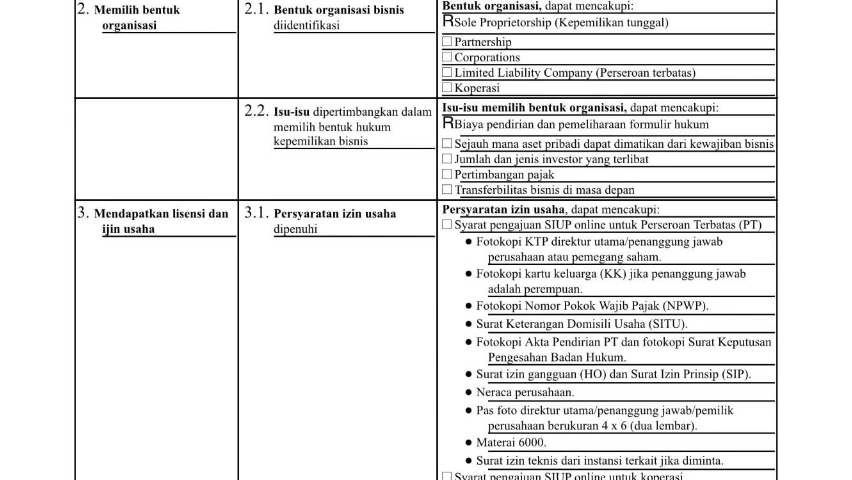 2. Memilih bentuk
organisasi
2.1. Bentuk organisasi bisnis
diidentifikasi
Bentuk organisasi, dapat mencakupi:
RSole Proprietorship (Kepemilikan tunggal)
☐ Partnership
☐ Corporations
☐ Limited Liability Company (Perseroan terbatas)
☐ Koperasi
2.2. Isu-isu dipertimbangkan dalam
memilih bentuk hukum
kepemilikan bisnis
Isu-isu memilih bentuk organisasi, dapat mencakupi:
RBiaya pendirian dan pemeliharaan formulir hukum
☐ Sejauh mana aset pribadi dapat dimatikan dari kewajiban bisnis
☐ Jumlah dan jenis investor yang terlibat
☐ Pertimbangan pajak
☐ Transferbilitas bisnis di masa depan
3. Mendapatkan lisensi dan
ijin usaha
3.1. Persyaratan izin usaha
dipenuhi
Persyaratan izin usaha, dapat mencakupi:
☐ Syarat pengajuan SIUP online untuk Perseroan Terbatas (PT)
● Fotokopi KTP direktur utama/penanggung jawab
perusahaan atau pemegang saham.
● Fotokopi kartu keluarga (KK) jika penanggung jawab
adalah perempuan.
● Fotokopi Nomor Pokok Wajib Pajak (NPWP).
● Surat Keterangan Domisili Usaha (SITU).
● Fotokopi Akta Pendirian PT dan fotokopi Surat Keputusan
Pengesahan Badan Hukum.
● Surat izin gangguan (HO) dan Surat Izin Prinsip (SIP).
● Neraca perusahaan.
● Pas foto direktur utama/penanggung jawab/pemilik
perusahaan berukuran 4 x 6 (dua lembar).
● Materai 6000.
● Surat izin teknis dari instansi terkait jika diminta.
☐ Syarat pengajuan SIUP online untuk koperasi